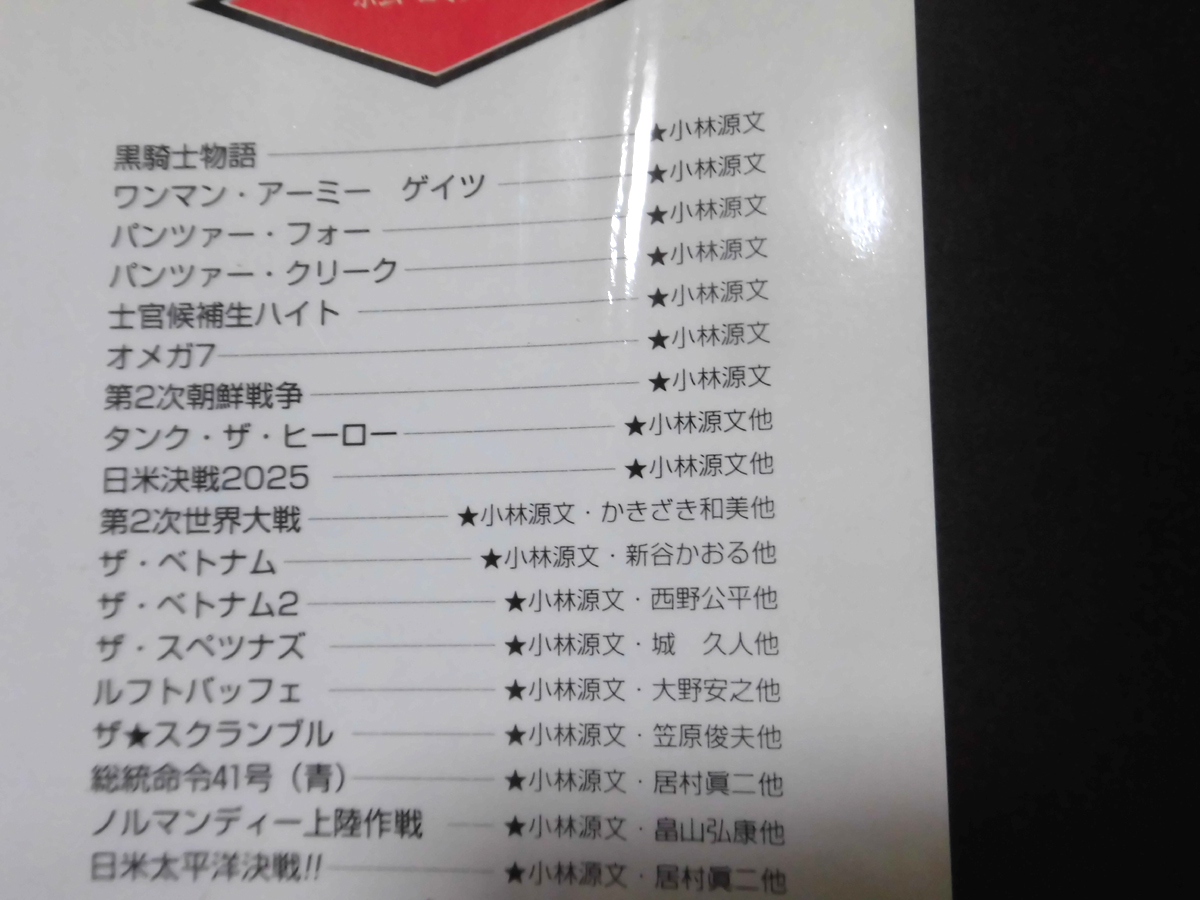 黒騎士物語 ★小林源文
ワンマン・アーミー ゲイツ ★小林源文
パンツァー・フォー ★小林源文
パンツァー・クリーク ★小林源文
士官候補生ハイト ★小林源文
オメガ7 ★小林源文
第2次朝鮮戦争 ★小林源文
タンク・ザ・ヒーロー ★小林源文他
日米決戦2025 ★小林源文他
第2次世界大戦 ★小林源文・かきざき和美他
ザ・ベトナム ★小林源文・新谷かおる他
ザ・ベトナム2 ★小林源文・西野公平他
ザ・スペツナズ ★小林源文・城 久人他
ルフトバッフェ ★小林源文・大野安之他
ザ★スクランブル ★小林源文・笠原俊夫他
総統命令41号（青） ★小林源文・居村眞二他
ノルマンディー上陸作戦 ★小林源文・畠山弘康他
日米太平洋決戦!! ★小林源文・居村眞二他